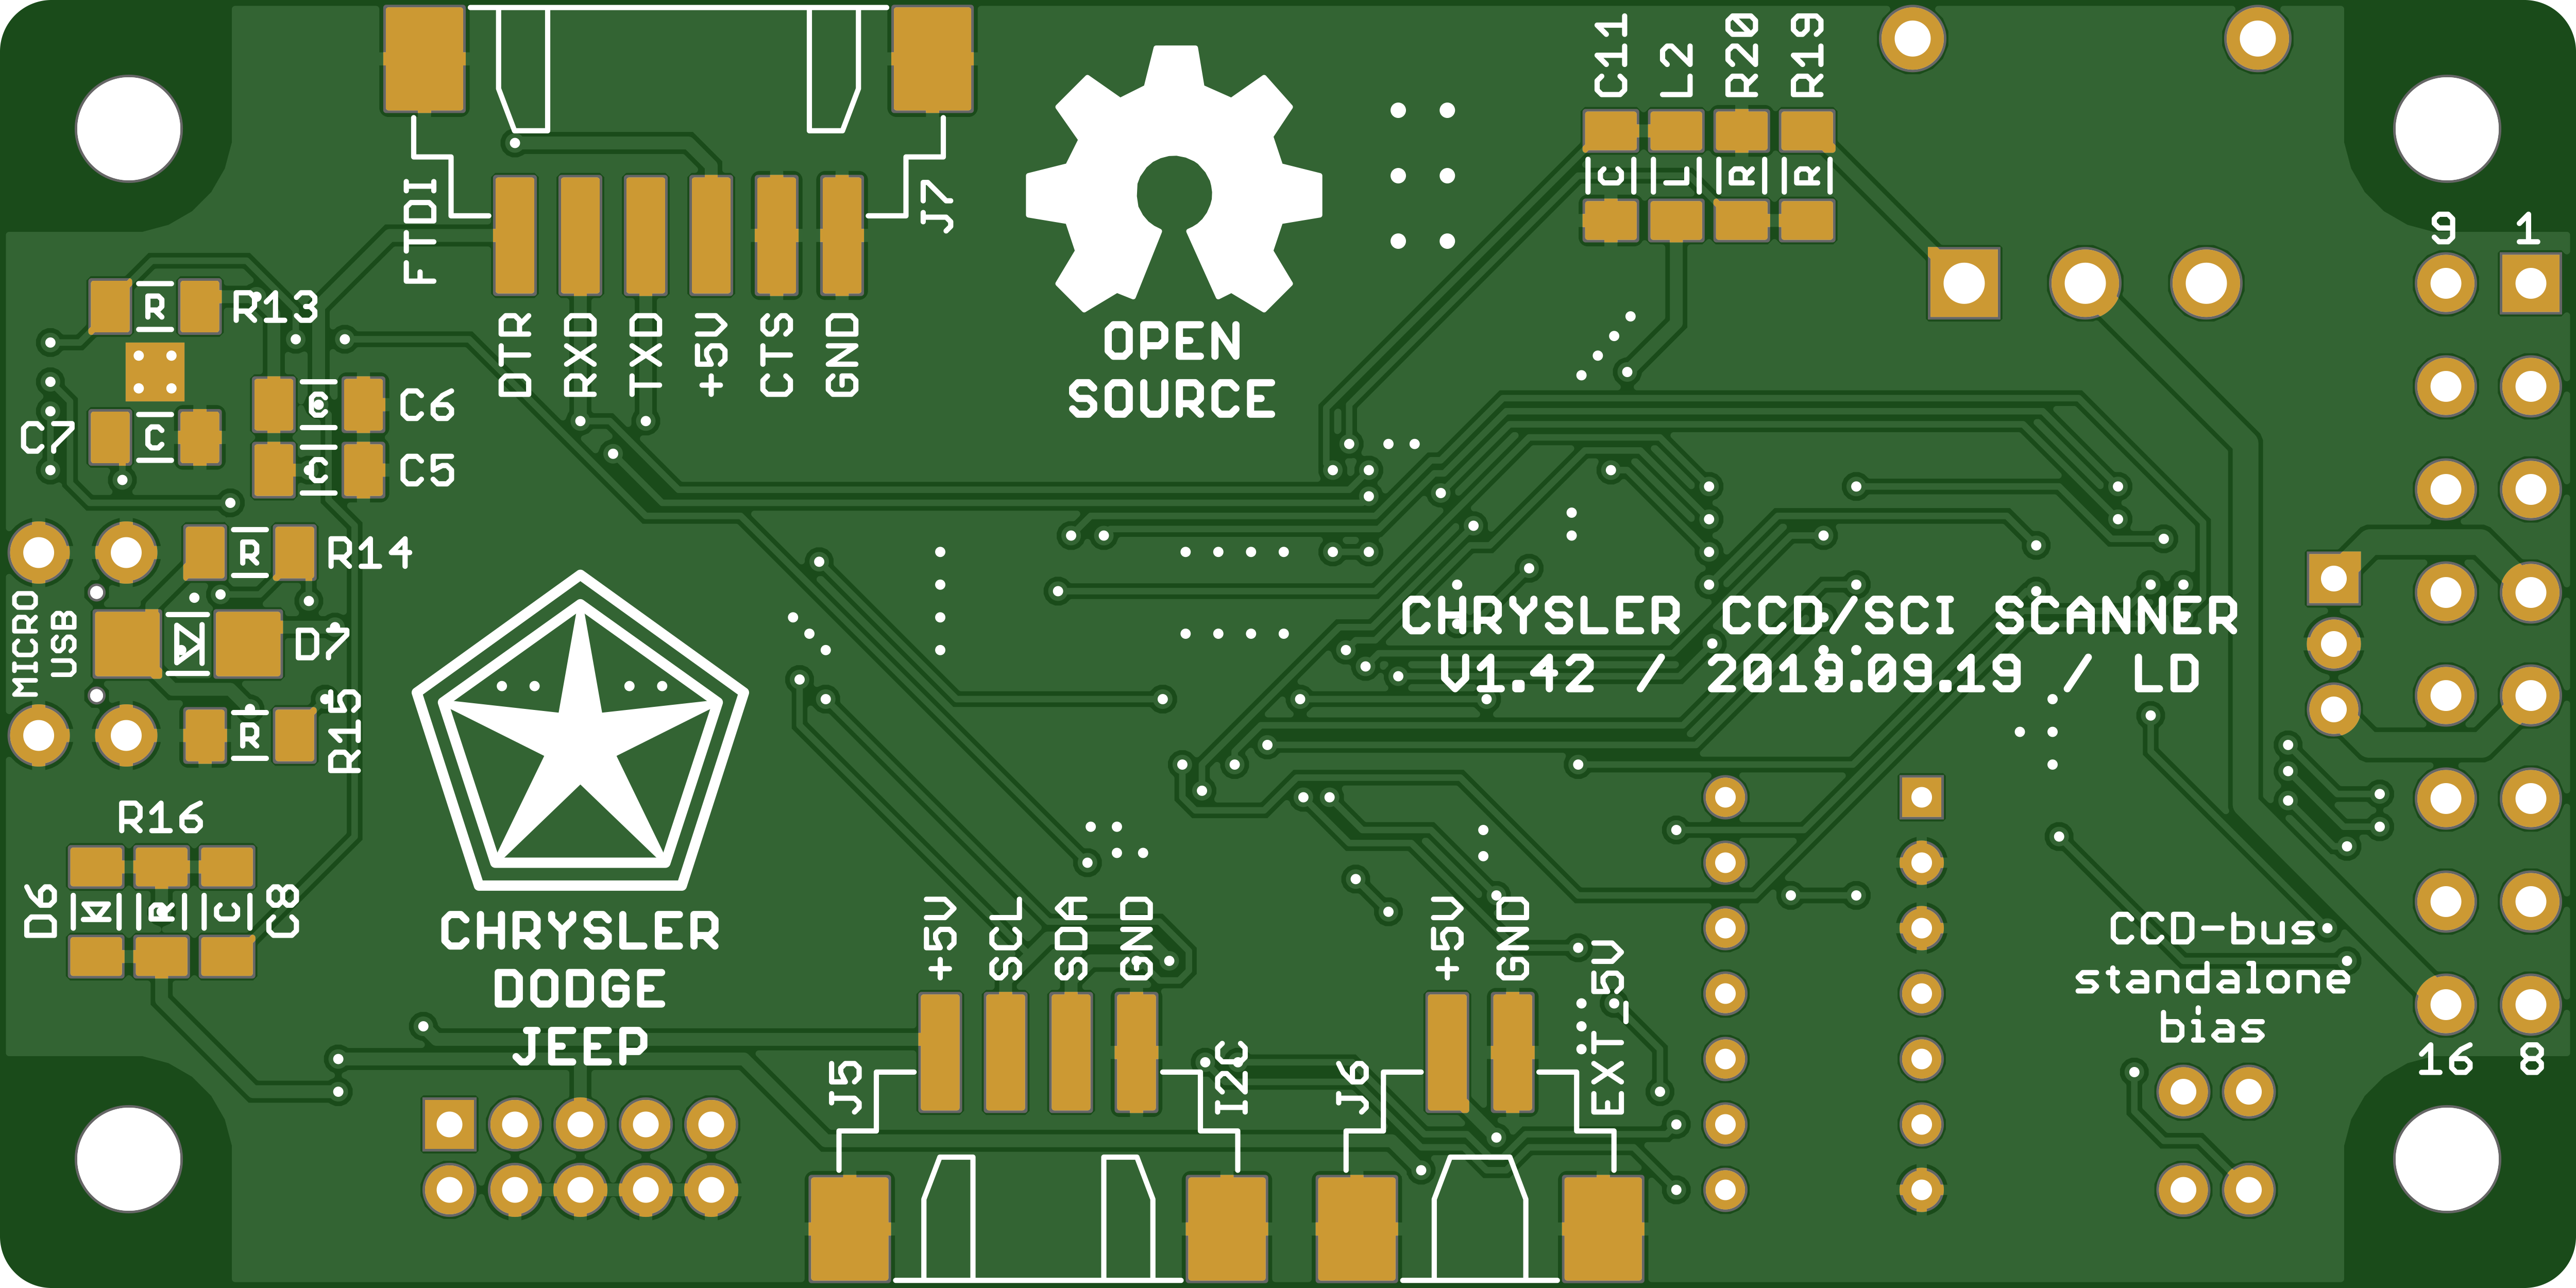 C11
L2
R20
R19
C
L
R
R
FTDI
J7
9
1
R
R13
DTR
RXD
TXD
+5V
CTS
GND
OPEN
SOURCE
C
C6
C7
C
C
C5
R
R14
MICRO
USB
D7
R
R15
CHRYSLER CCD/SCI SCANNER
V1.42 / 2019.09.19 / LD
R16
D6
R
C
C8
CHRYSLER
DODGE
JEEP
+5V
SCL
SDA
GND
+5V
GND
J5
I2C
J6
EXT_5V
CCD-bus
standalone
bias
16
8